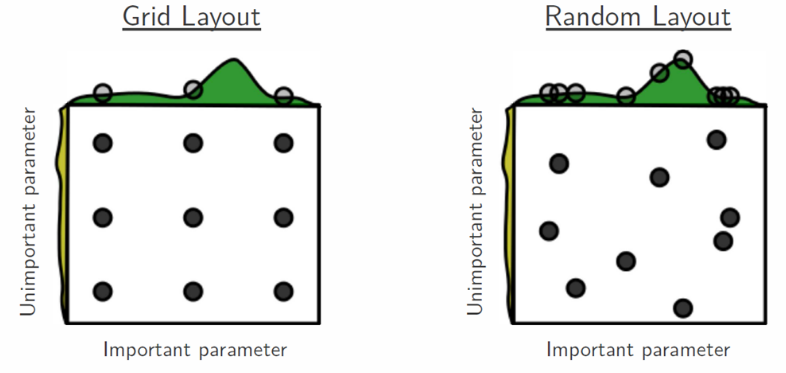 Grid Layout
Random Layout
Unimportant parameter
Unimportant parameter
Important parameter
Important parameter